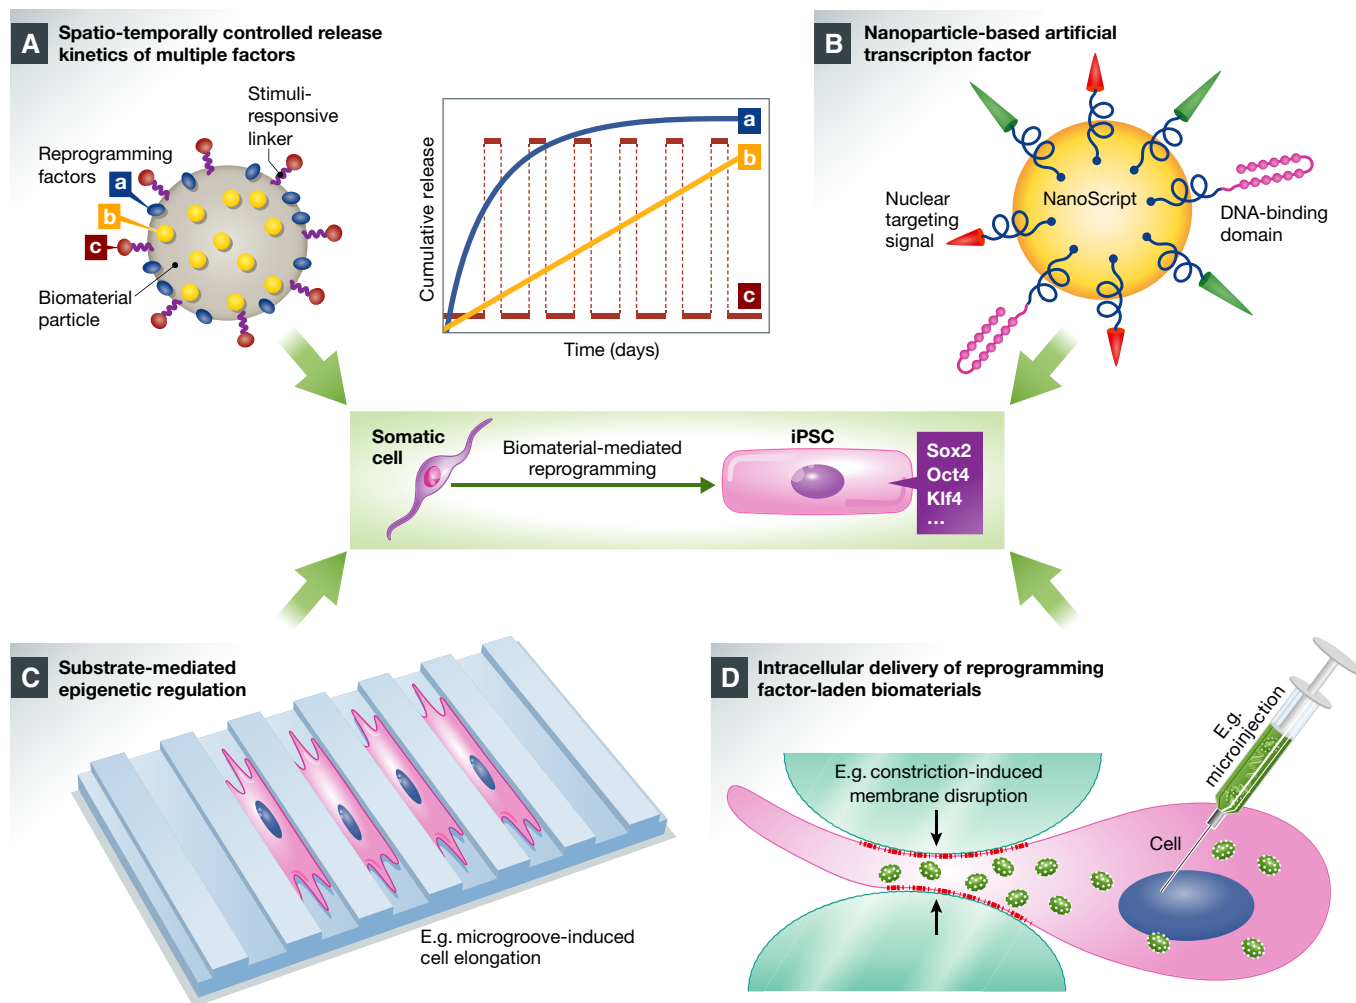 A
Spatio-temporally controlled release
kinetics of multiple factors
Stimuli-
responsive
linker
Reprogramming
factors
a
b
c
Biomaterial
particle
Cumulative release
a
b
c
Time (days)
B
Nanoparticle-based artificial
transcripton factor
NanoScript
Nuclear
targeting
signal
DNA-binding
domain
Somatic
cell
Biomaterial-mediated
reprogramming
iPSC
Sox2
Oct4
Klf4
...
C
Substrate-mediated
epigenetic regulation
E.g. microgroove-induced
cell elongation
D
Intracellular delivery of reprogramming
factor-laden biomaterials
E.g. constriction-induced
membrane disruption
E.g.
microinjection
Cell